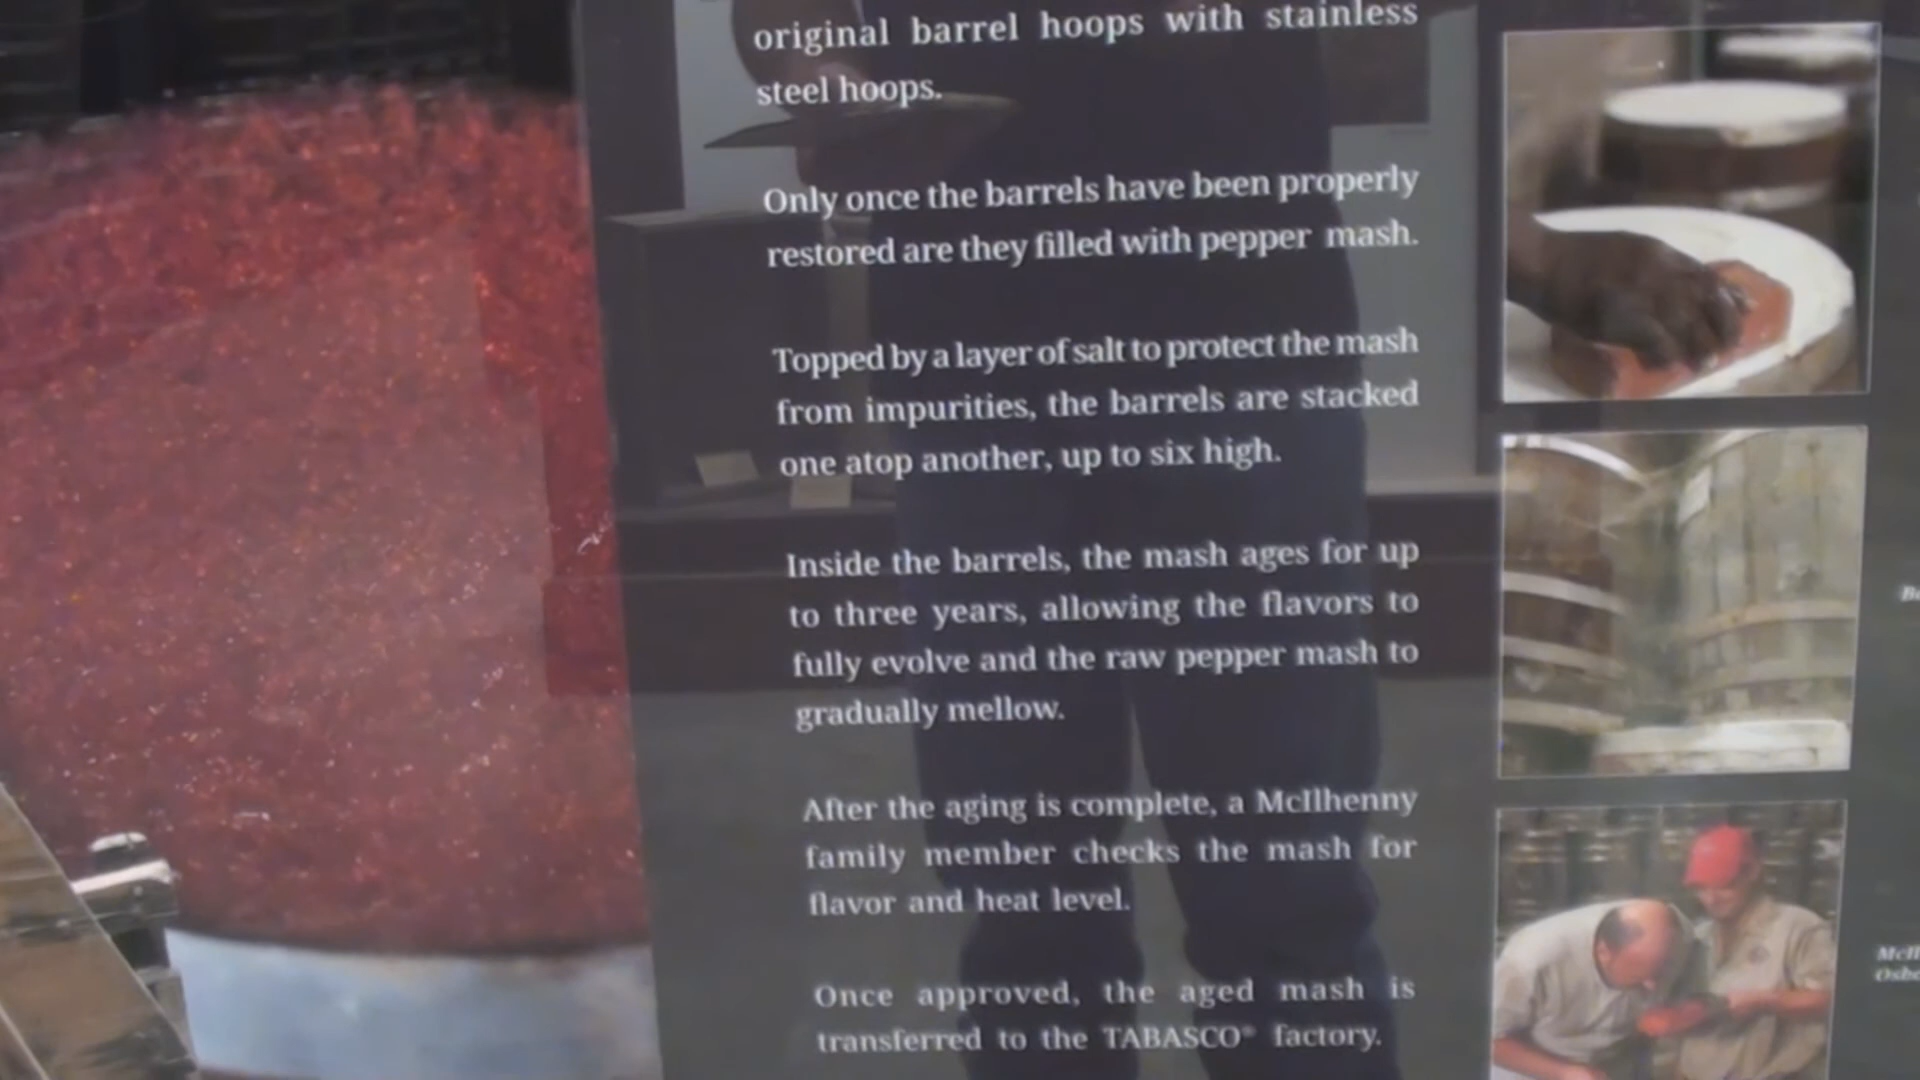 original barrel hoops with stainless
steel hoops.
Only once the barrels have been properly
restored are they filled with pepper mash.
Topped by a layer of salt to protect the mash
from impurities, the barrels are stacked
one atop another, up to six high.
Inside the barrels, the mash ages for up
to three years, allowing the flavors to
fully evolve and the raw pepper mash to
gradually mellow.
After the aging is complete, a McIlhenny
family member checks the mash for
flavor and heat level.
Once approved, the aged mash is
transferred to the TABASCO® factory.